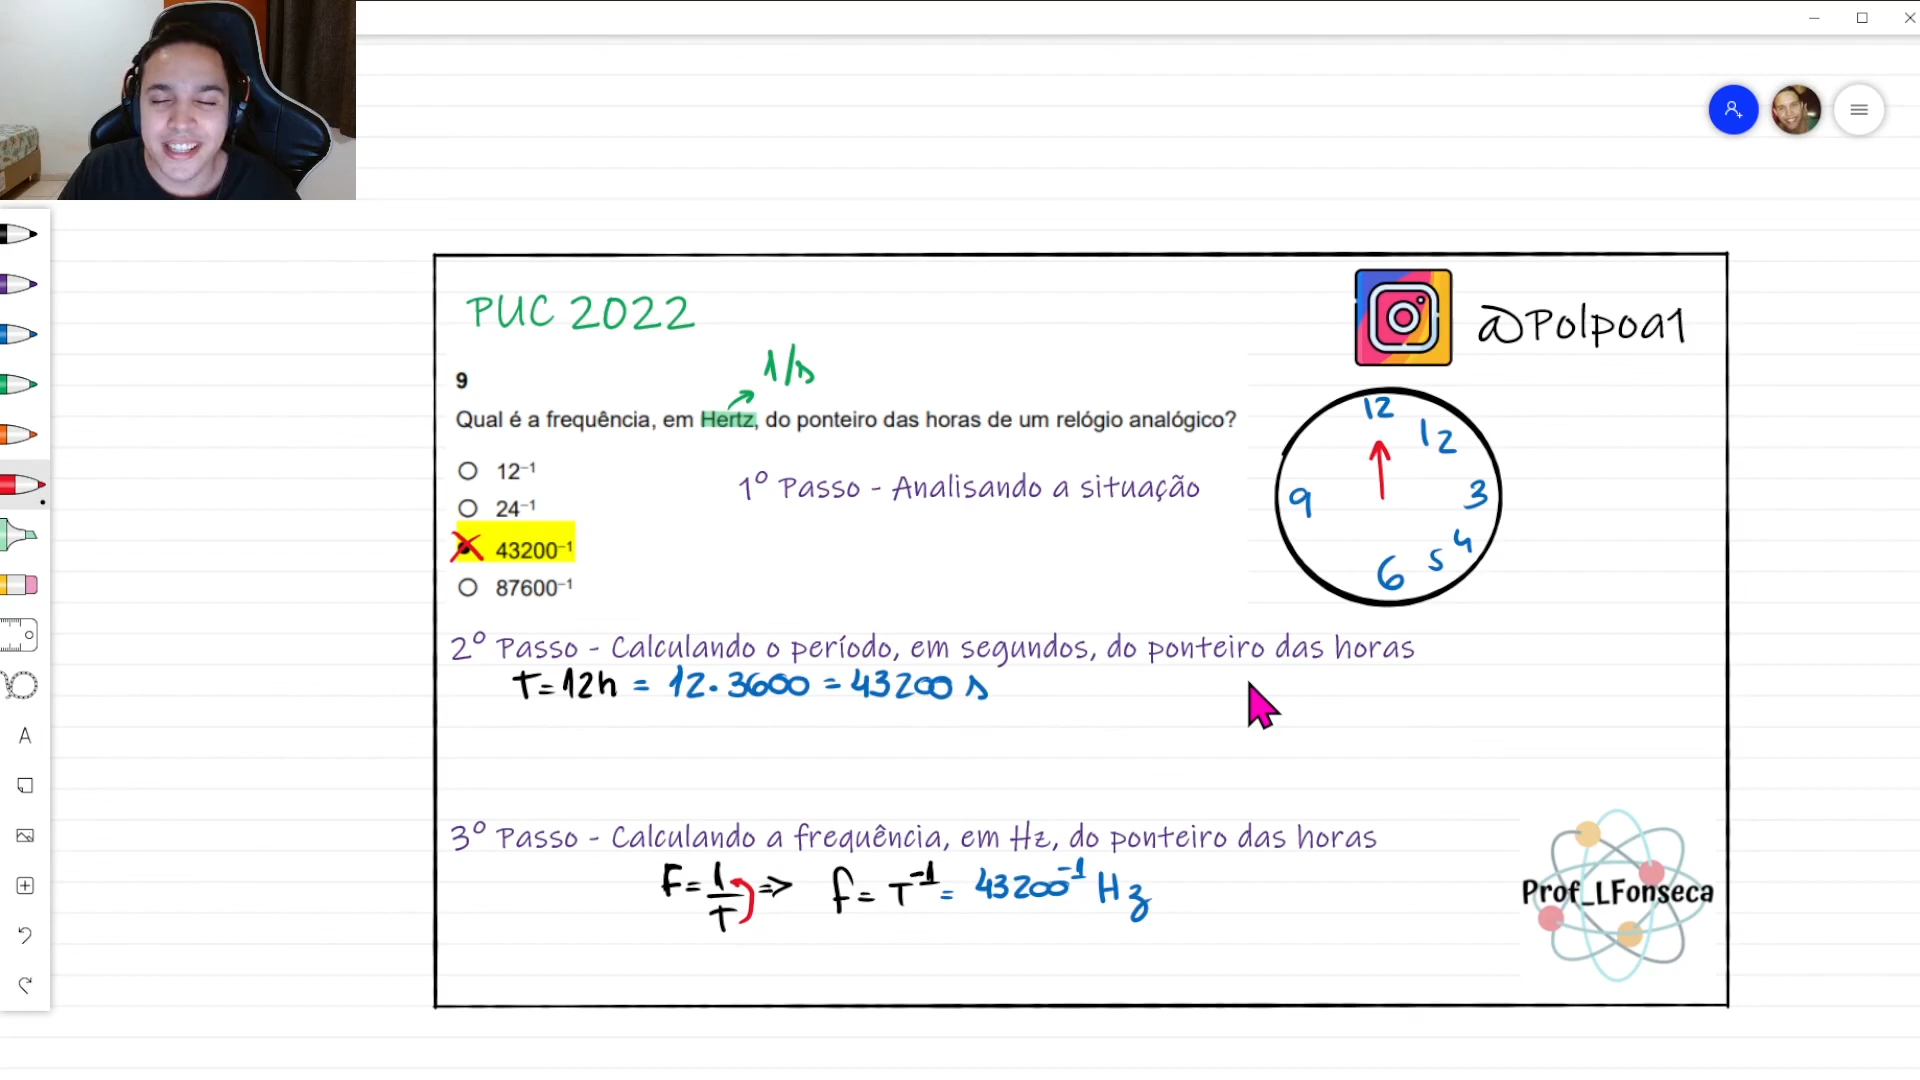 PUC 2022
@Polpoa1
1/s
9
Qual é a frequência, em Hertz, do ponteiro das horas de um relógio analógico?
12⁻¹
24⁻¹
43200⁻¹
87600⁻¹
1º Passo - Analisando a situação
12
12
9
3
4
5
6
2º Passo - Calculando o período, em segundos, do ponteiro das horas
T = 12h = 12 . 3600 = 43200 s
3º Passo - Calculando a frequência, em Hz, do ponteiro das horas
F = 1/T => f = T⁻¹ = 43200⁻¹ Hz
Prof_LFonseca
A